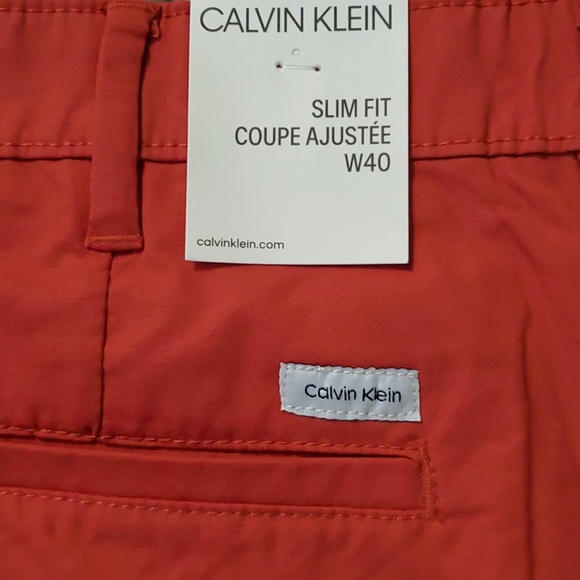 CALVIN KLEIN
SLIM FIT
COUPE AJUSTÉE
W40
calvinklein.com
Calvin Klein